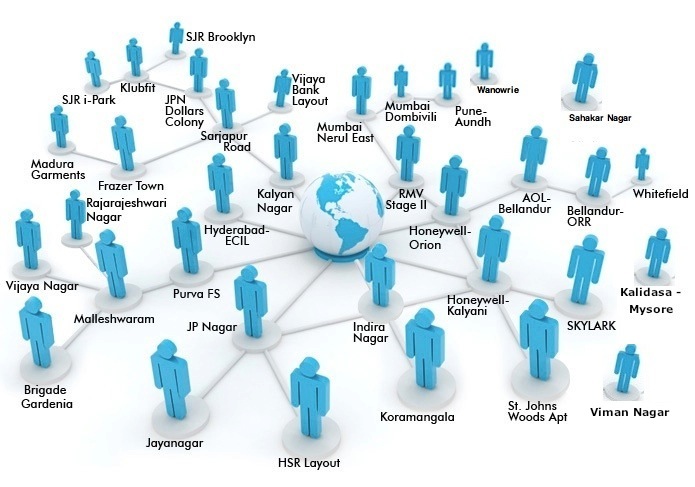 SJR Brooklyn
Klubfit
SJR i-Park
JPN
Dollars
Colony
Vijaya
Bank
Layout
Wanowrie
Sahakar Nagar
Mumbai
Dombivili
Pune-
Aundh
Mumbai
Nerul East
Sarjapur
Road
Madura
Garments
Frazer Town
Kalyan
Nagar
RMV
Stage II
AOL-
Bellandur
Bellandur-
ORR
Whitefield
Rajarajeshwari
Nagar
Hyderabad-
ECIL
Honeywell-
Orion
Vijaya Nagar
Purva FS
Malleshwaram
JP Nagar
Indira
Nagar
Honeywell-
Kalyani
SKYLARK
Kalidasa -
Mysore
Brigade
Gardenia
Jayanagar
HSR Layout
Koramangala
St. Johns
Woods Apt
Viman Nagar